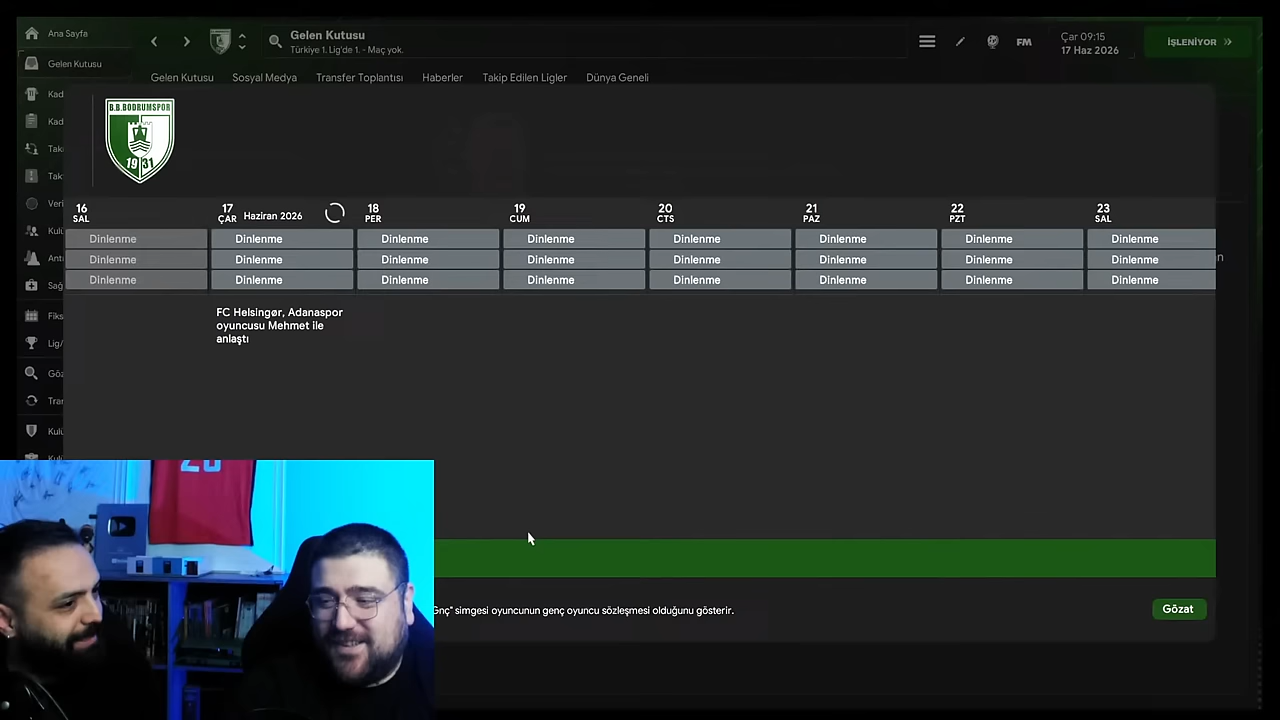 Ana Sayfa
Gelen Kutusu
Türkiye 1. Lig'de 1. - Maç yok.
FM
Çar 09:15
17 Haz 2026
İŞLENİYOR
Gelen Kutusu
Gelen Kutusu Sosyal Medya Transfer Toplantısı Haberler Takip Edilen Ligler Dünya Geneli
B.B.BODRUMSPOR
19 31
16
SAL
17
ÇAR Haziran 2026
18
PER
19
CUM
20
CTS
21
PAZ
22
PZT
23
SAL
Dinlenme Dinlenme Dinlenme Dinlenme Dinlenme Dinlenme Dinlenme Dinlenme
Dinlenme Dinlenme Dinlenme Dinlenme Dinlenme Dinlenme Dinlenme Dinlenme
Dinlenme Dinlenme Dinlenme Dinlenme Dinlenme Dinlenme Dinlenme Dinlenme
FC Helsingør, Adanaspor
oyuncusu Mehmet ile
anlaştı
simgesi oyuncunun genç oyuncu sözleşmesi olduğunu gösterir.
Gözat